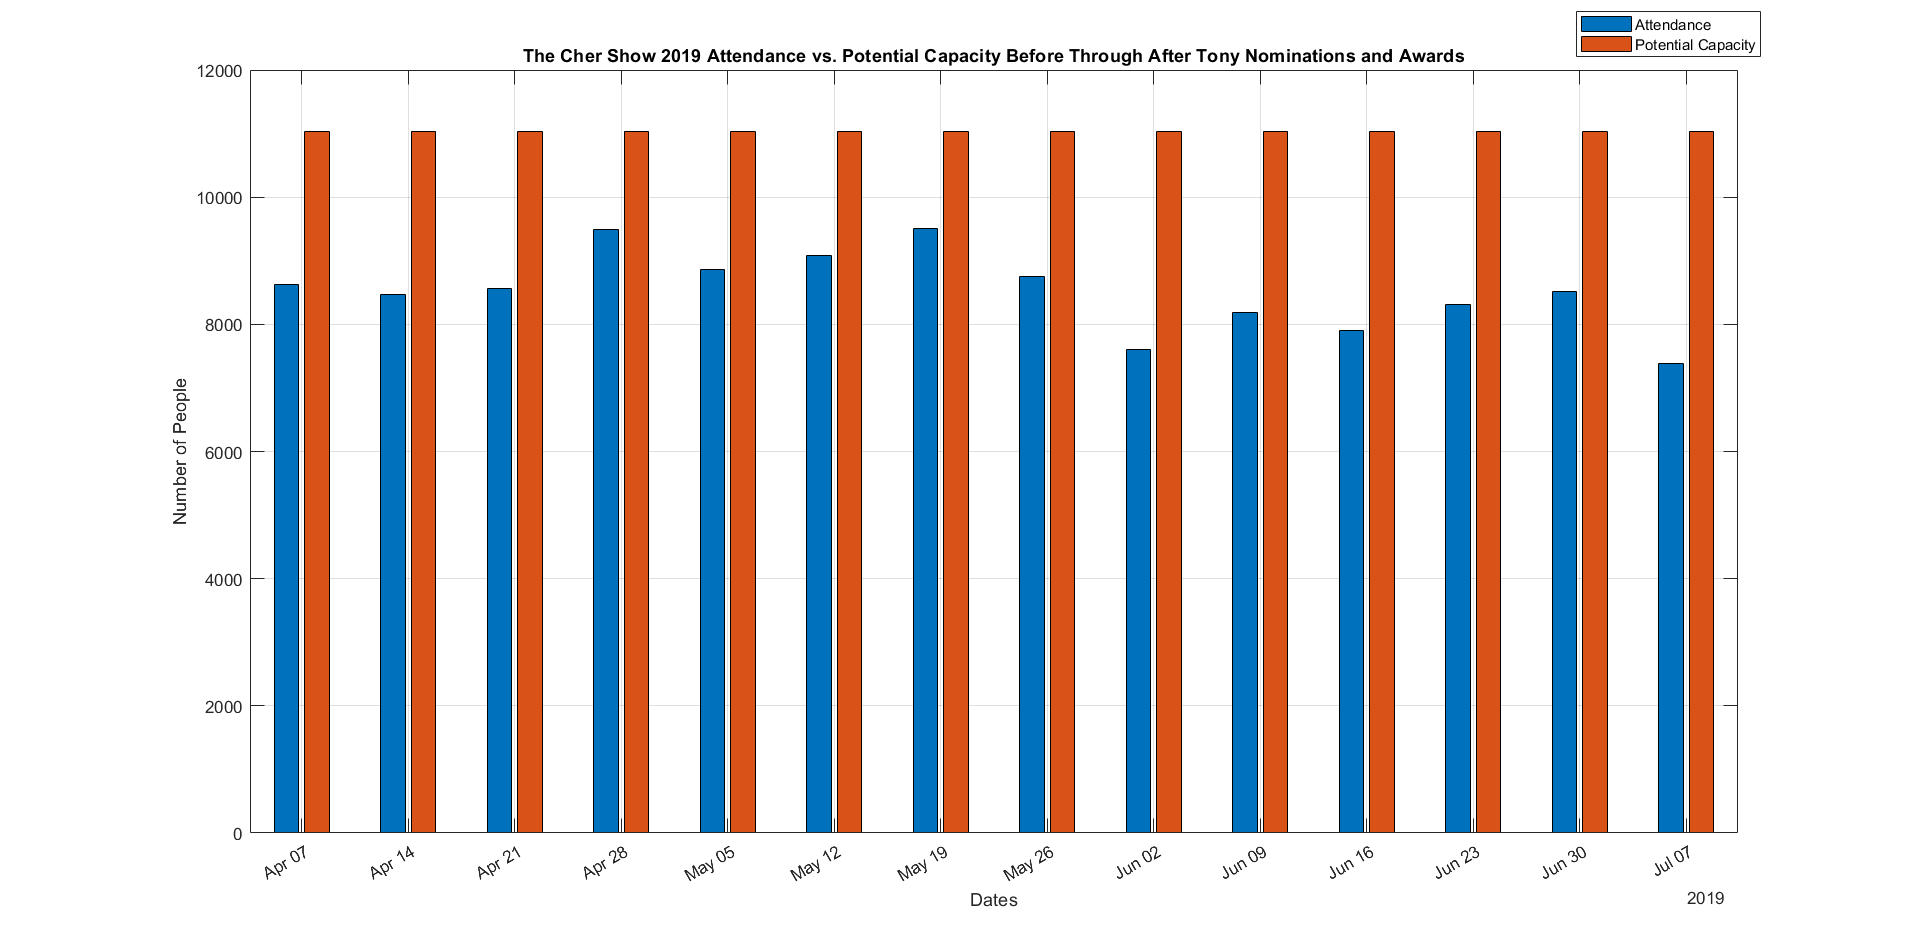 Attendance
Potential Capacity
The Cher Show 2019 Attendance vs. Potential Capacity Before Through After Tony Nominations and Awards
12000
10000
8000
6000
4000
2000
0
Number of People
Apr 07
Apr 14
Apr 21
Apr 28
May 05
May 12
May 19
May 26
Jun 02
Jun 09
Jun 16
Jun 23
Jun 30
Jul 07
Dates
2019